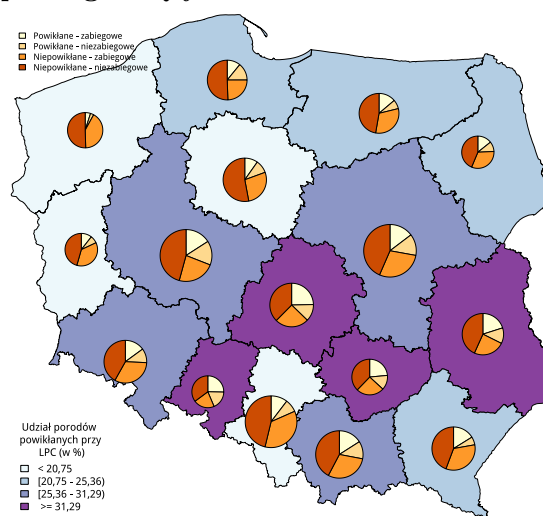 Powikłane - zabiegowe
Powikłane - niezabiegowe
Niepowikłane - zabiegowe
Niepowikłane - niezabiegowe
Udział porodów
powikłanych przy
LPC (w %)
< 20,75
[20,75 - 25,36)
[25,36 - 31,29)
>= 31,29